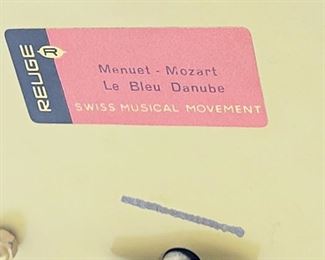 REUGE
R
Menuet - Mozart
Le Bleu Danube
SWISS MUSICAL MOVEMENT